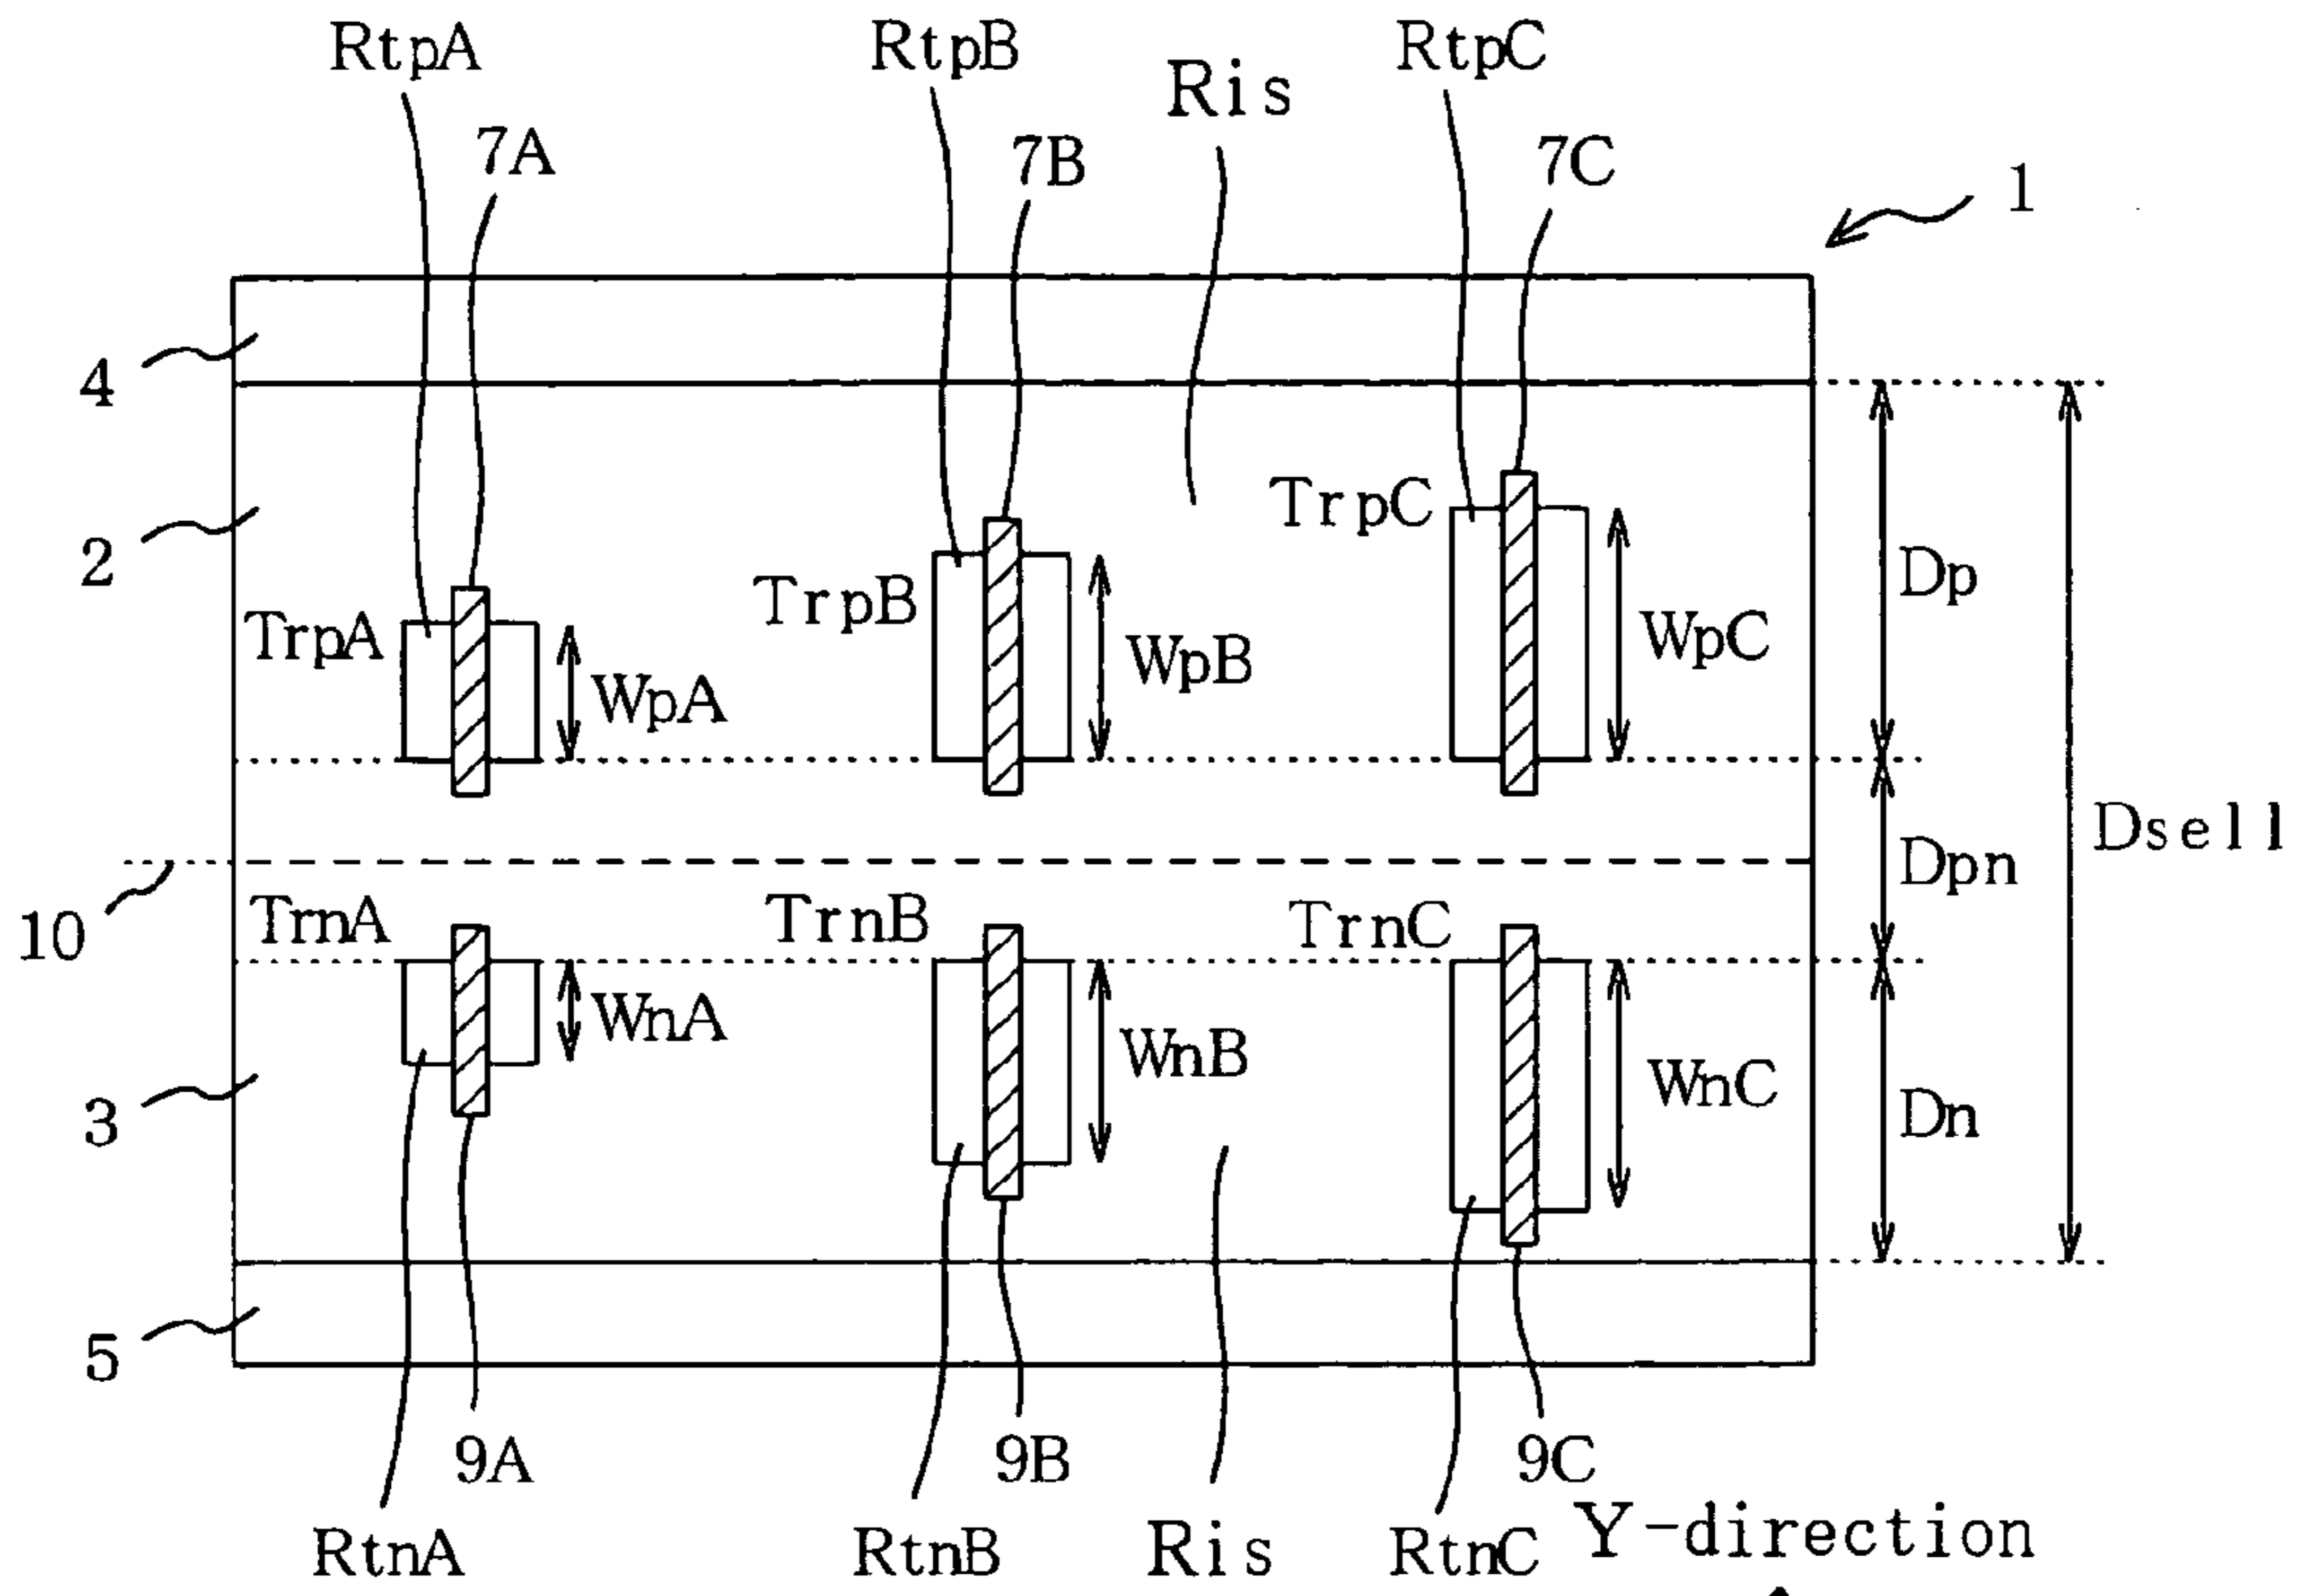 RtpA RtpB Ris RtpC
7A 7B 7C 1
4
2
TrpA TrpB TrpC Dp
WpA WpB WpC
Dsell
10 Dpn
TrnA TrnB TrnC
WnA WnB WnC
3 Dn
5
9A 9B 9C
RtnA RtnB Ris RtnC
Y-direction